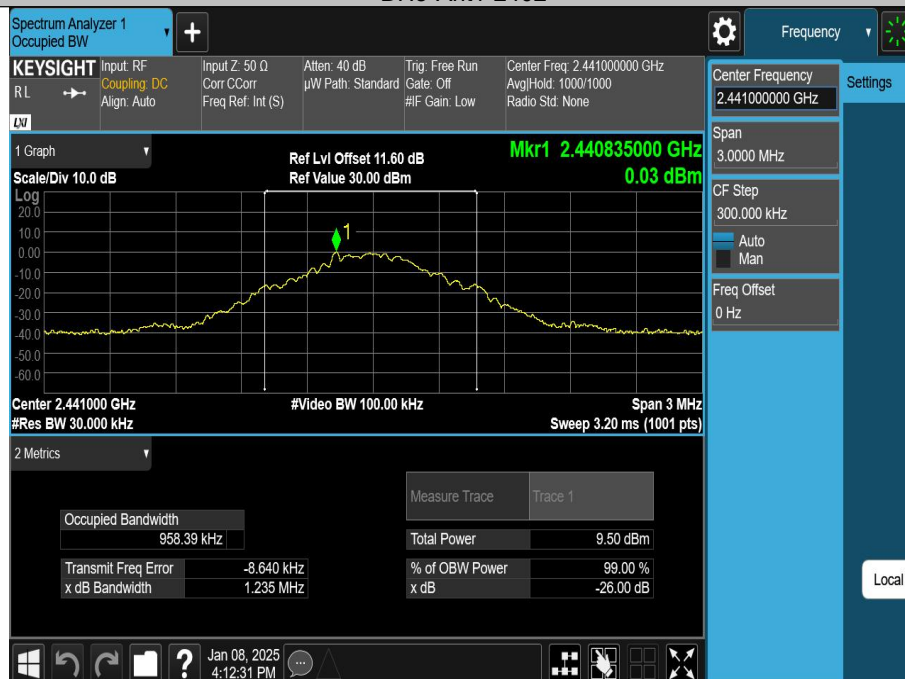 Spectrum Analyzer 1
Occupied BW
Frequency
KEYSIGHT
RL
LXI
Input: RF
Coupling: DC
Align: Auto
Input Z: 50 Ω
Corr CCorr
Freq Ref: Int (S)
Atten: 40 dB
µW Path: Standard
Trig: Free Run
Gate: Off
#IF Gain: Low
Center Freq: 2.441000000 GHz
Avg|Hold: 1000/1000
Radio Std: None
Center Frequency
2.441000000 GHz
Settings
Span
3.0000 MHz
CF Step
300.000 kHz
Auto
Man
Freq Offset
0 Hz
Local
1 Graph
Scale/Div 10.0 dB
Ref Lvl Offset 11.60 dB
Ref Value 30.00 dBm
Mkr1 2.440835000 GHz
0.03 dBm
Log
20.0
10.0
0.00
-10.0
-20.0
-30.0
-40.0
-50.0
-60.0
1
Center 2.441000 GHz
#Res BW 30.000 kHz
#Video BW 100.00 kHz
Span 3 MHz
Sweep 3.20 ms (1001 pts)
2 Metrics
Measure Trace Trace 1
Occupied Bandwidth
958.39 kHz
Total Power 9.50 dBm
Transmit Freq Error -8.640 kHz
% of OBW Power 99.00 %
x dB Bandwidth 1.235 MHz
x dB -26.00 dB
?
Jan 08, 2025
4:12:31 PM